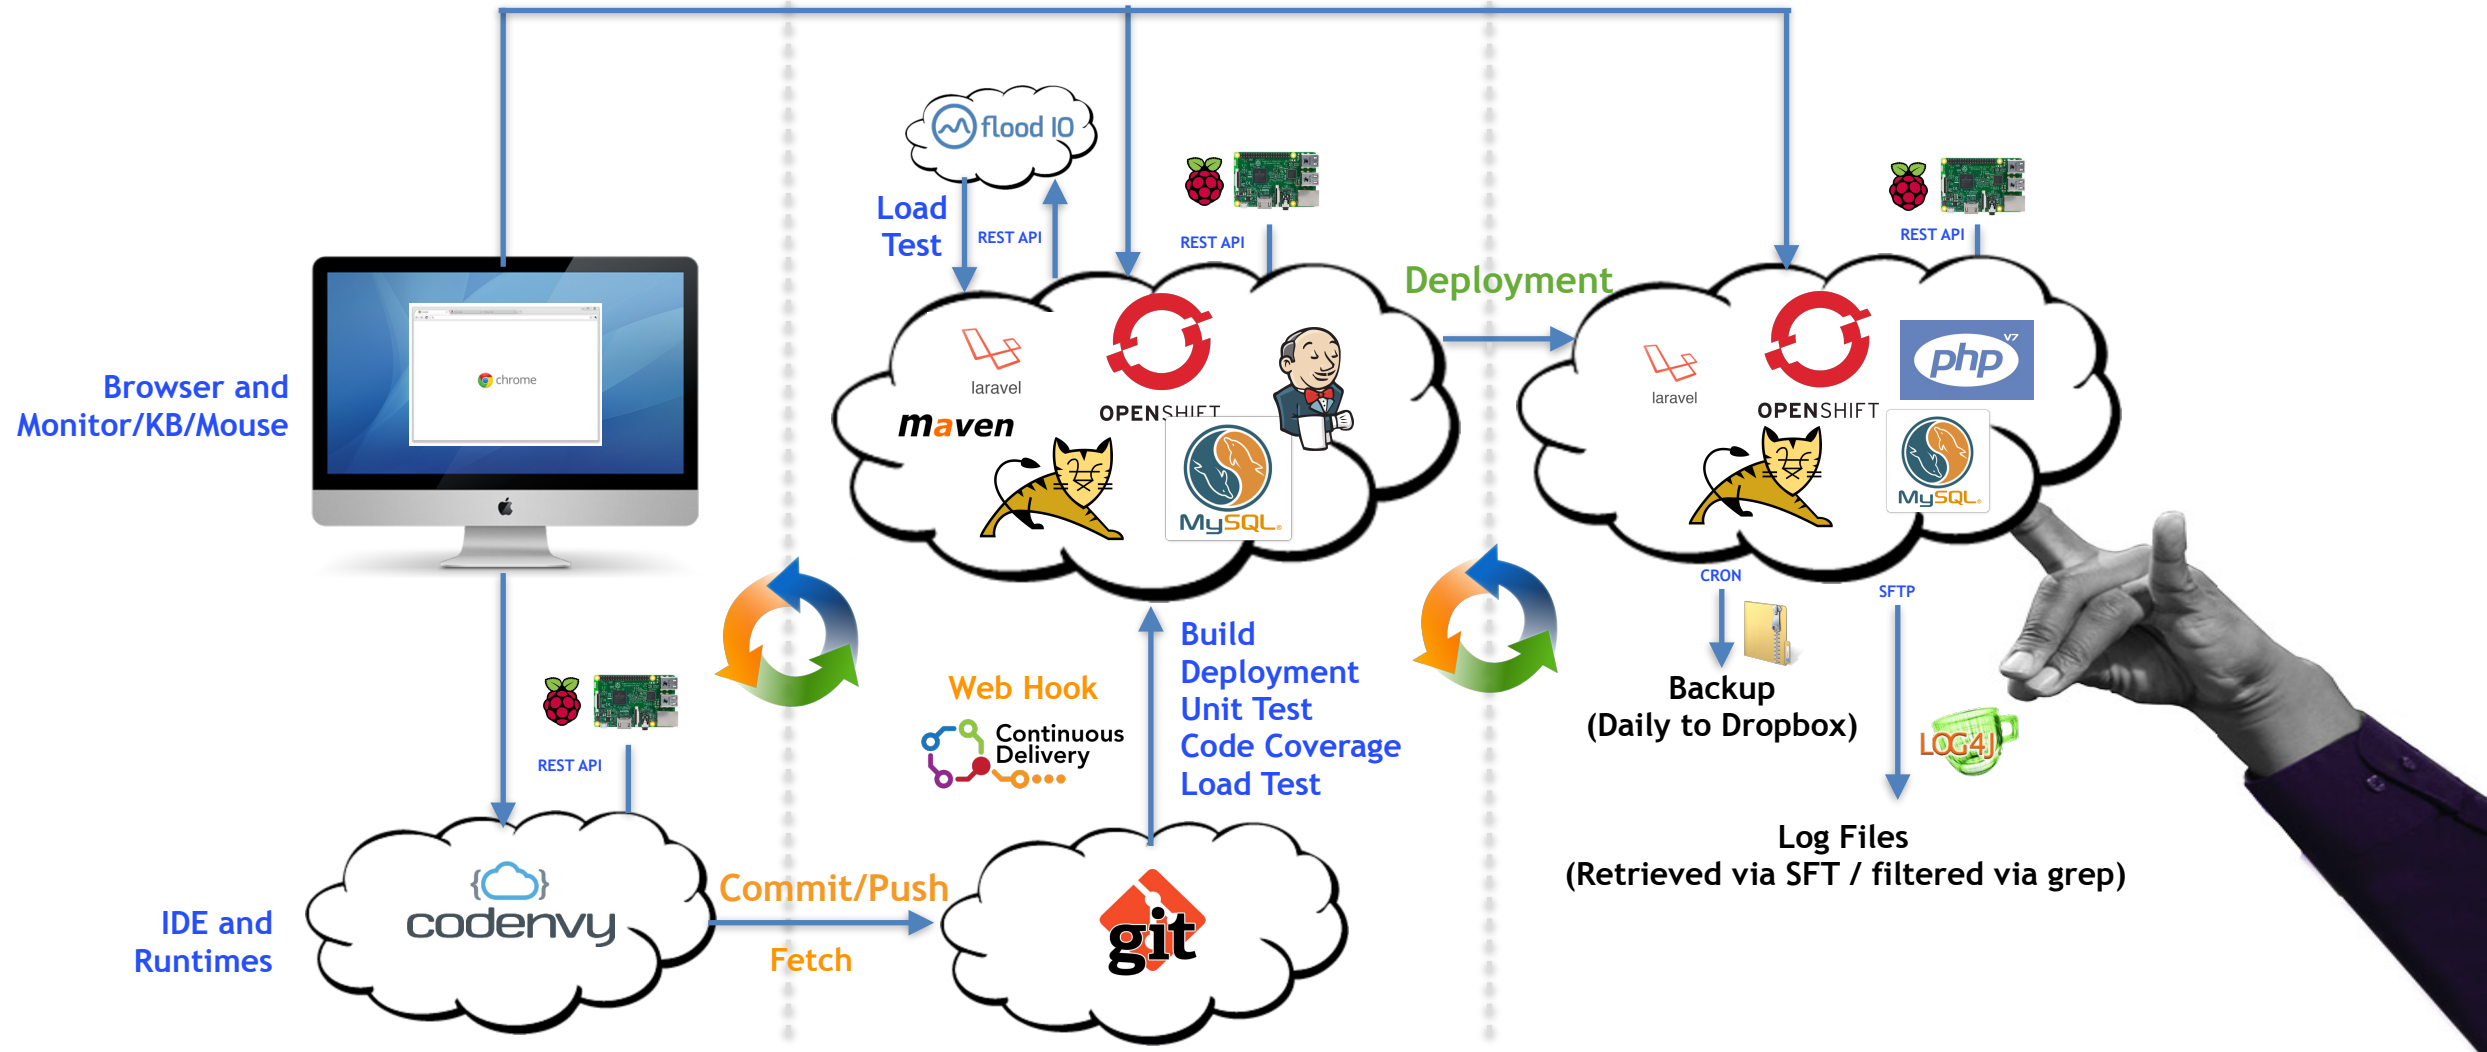 flood IO
Load
Test
REST API
REST API
REST API
Deployment
Browser and
Monitor/KB/Mouse
chrome
laravel
maven
OPENSHIFT
MySQL
laravel
OPENSHIFT
php
V7
MySQL
CRON
SFTP
Build
Deployment
Unit Test
Code Coverage
Load Test
Web Hook
Continuous
Delivery
Backup
(Daily to Dropbox)
LOG4J
REST API
Log Files
(Retrieved via SFT / filtered via grep)
{ }
codenvy
IDE and
Runtimes
Commit/Push
Fetch
git